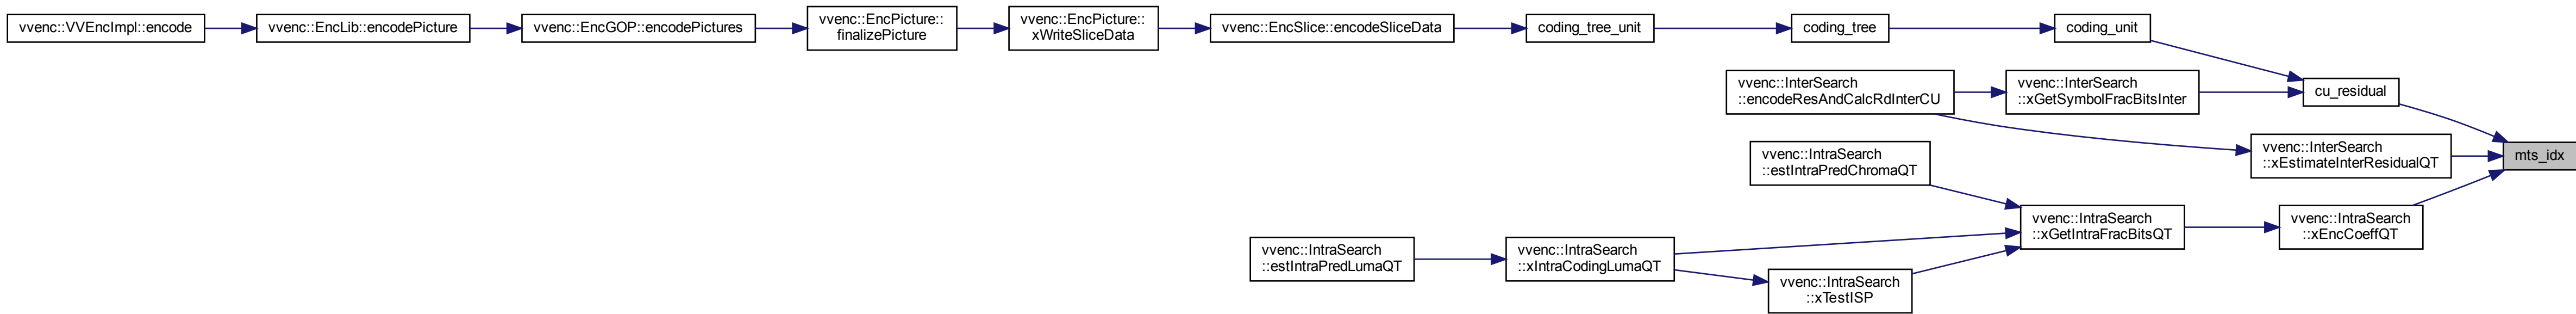 vvenc::VVEncImpl::encode
vvenc::EncLib::encodePicture
vvenc::EncGOP::encodePictures
vvenc::EncPicture::
finalizePicture
vvenc::EncPicture::
xWriteSliceData
vvenc::EncSlice::encodeSliceData
coding_tree_unit
coding_tree
coding_unit
vvenc::InterSearch
::encodeResAndCalcRdInterCU
vvenc::InterSearch
::xGetSymbolFracBitsInter
cu_residual
vvenc::InterSearch
::xEstimateInterResidualQT
mts_idx
vvenc::IntraSearch
::estIntraPredChromaQT
vvenc::IntraSearch
::xGetIntraFracBitsQT
vvenc::IntraSearch
::xEncCoeffQT
vvenc::IntraSearch
::estIntraPredLumaQT
vvenc::IntraSearch
::xIntraCodingLumaQT
vvenc::IntraSearch
::xTestISP